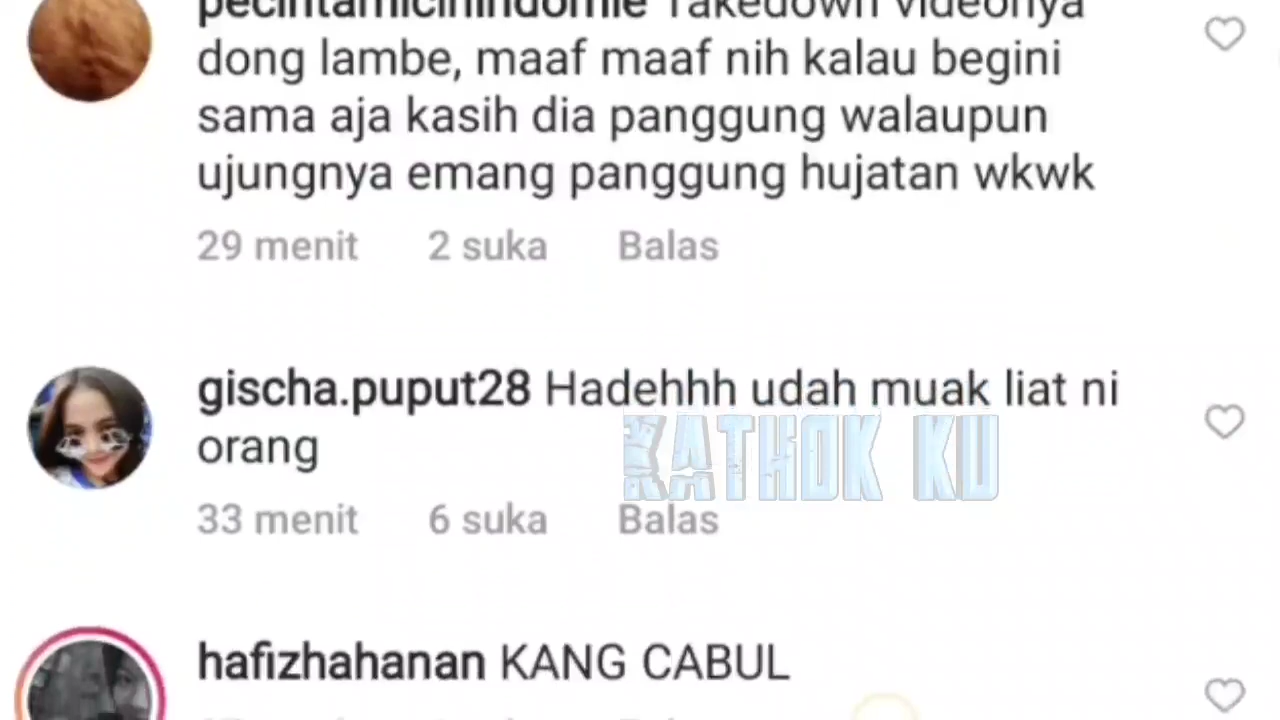 pecintamicinindomie Takedown videonya
dong lambe, maaf maaf nih kalau begini
sama aja kasih dia panggung walaupun
ujungnya emang panggung hujatan wkwk
29 menit 2 suka Balas
gischa.puput28 Hadehhh udah muak liat ni
orang
KATHOK KU
33 menit 6 suka Balas
hafizhahanan KANG CABUL